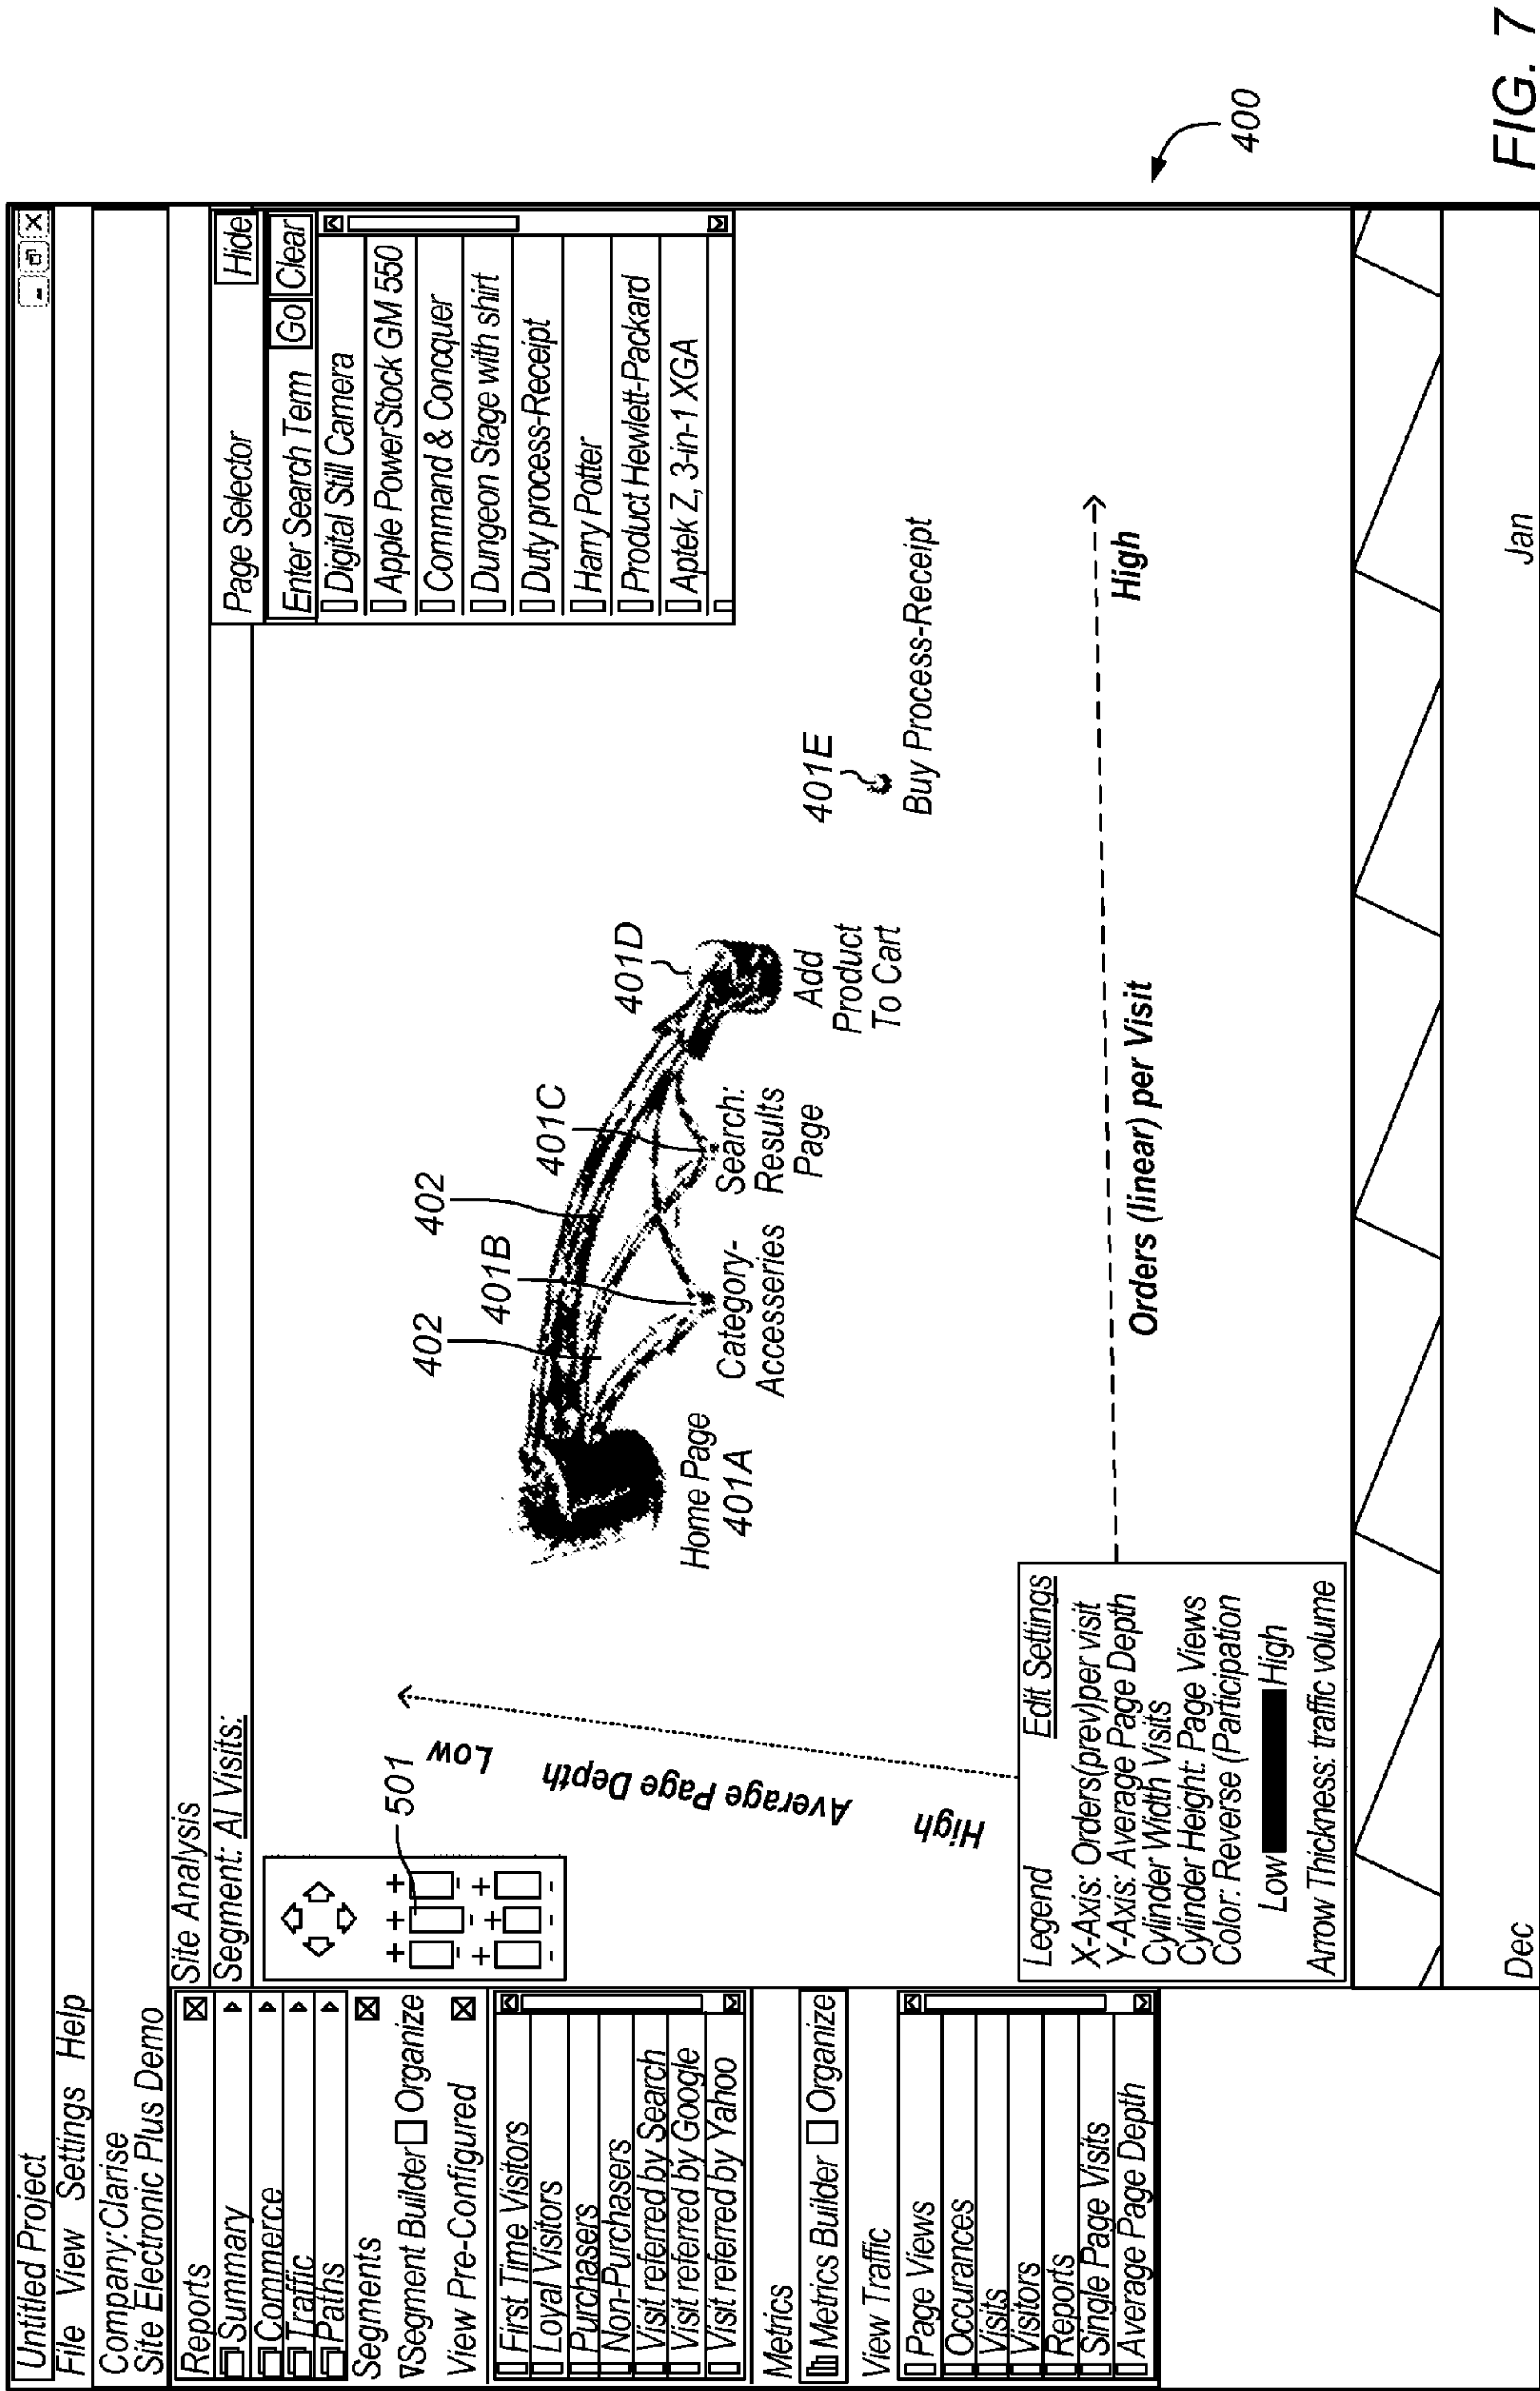 Untitled Project
File View Settings Help
Company: Clarise
Site Electronic Plus Demo
Reports
Summary
Commerce
Traffic
Paths
Segments
Segment Builder Organize
View Pre-Configured
First Time Visitors
Loyal Visitors
Purchasers
Non-Purchasers
Visit referred by Search
Visit referred by Google
Visit referred by Yahoo
Metrics
Metrics Builder Organize
View Traffic
Page Views
Occurances
Visits
Visitors
Reports
Single Page Visits
Average Page Depth
Site Analysis
Segment: AI Visits:
501
+ + +
- - -
+ + +
- - -
Low
Average Page Depth
High
Legend Edit Settings
X-Axis: Orders(prev)per visit
Y-Axis: Average Page Depth
Cylinder Width Visits
Cylinder Height: Page Views
Color: Reverse (Participation
Low High
Arrow Thickness: traffic volume
402
402
401B
401C
401D
401E
Home Page
401A
Category-
Accesseries
Search:
Results
Page
Add
Product
To Cart
Buy Process-Receipt
High
Orders (linear) per Visit
Page Selector Hide
Enter Search Term Go Clear
Digital Still Camera
Apple PowerStock GM 550
Command & Concquer
Dungeon Stage with shirt
Duty process-Receipt
Harry Potter
Product Hewlett-Packard
Aptek Z, 3-in-1 XGA
Dec Jan
400
FIG. 7